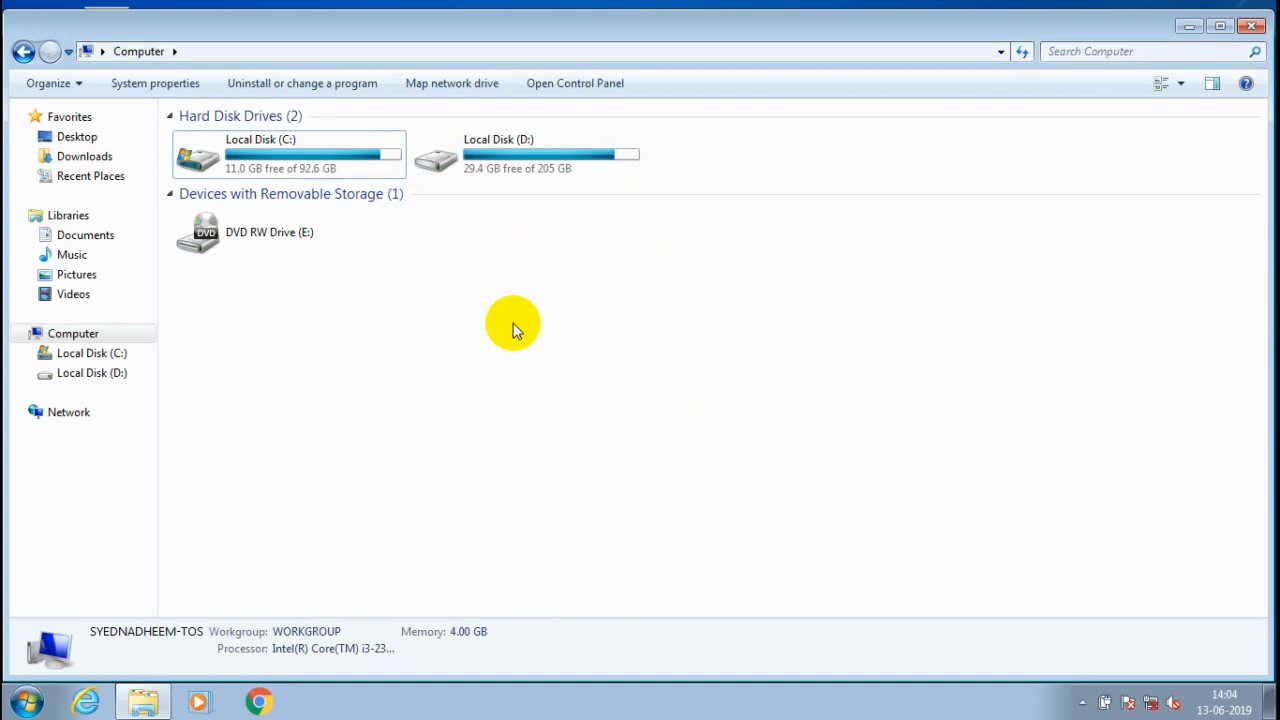 Computer
Search Computer
Organize
System properties
Uninstall or change a program
Map network drive
Open Control Panel
Favorites
Desktop
Downloads
Recent Places
Libraries
Documents
Music
Pictures
Videos
Computer
Local Disk (C:)
Local Disk (D:)
Network
Hard Disk Drives (2)
Local Disk (C:)
11.0 GB free of 92.6 GB
Local Disk (D:)
29.4 GB free of 205 GB
Devices with Removable Storage (1)
DVD
DVD RW Drive (E:)
SYEDNADHEEM-TOS Workgroup: WORKGROUP Memory: 4.00 GB
Processor: Intel(R) Core(TM) i3-23...
14:04
13-06-2019